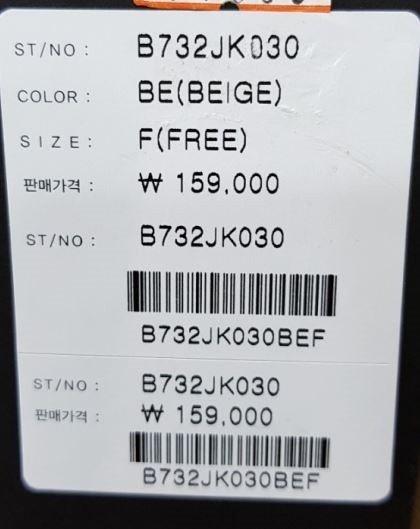 ST/NO : B732JK030
COLOR : BE(BEIGE)
SIZE : F(FREE)
판매가격 : ₩ 159,000
ST/NO : B732JK030
B732JK030BEF
ST/NO : B732JK030
판매가격 : ₩ 159,000
B732JK030BEF